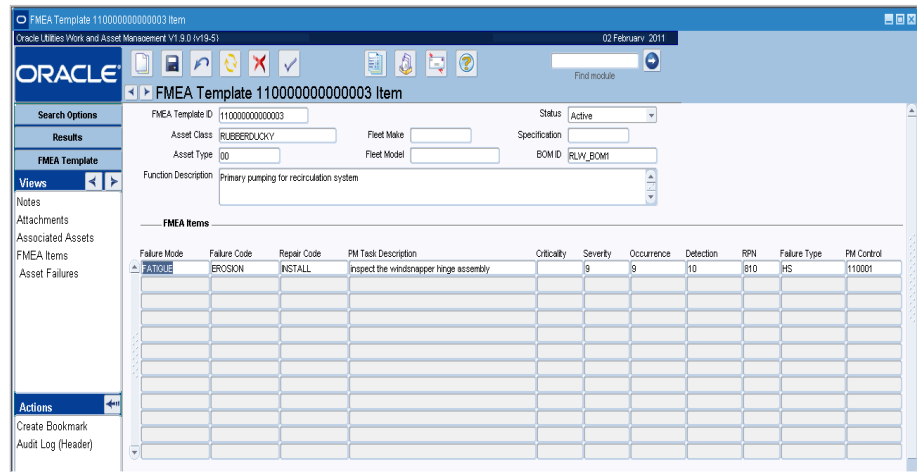 FMEA Template 110000000000003 Item
Oracle Utilities Work and Asset Management V1.9.0 (v19-5) 02 February 2011
ORACLE
Find module
FMEA Template 110000000000003 Item
Search Options
Results
FMEA Template
Views
Notes
Attachments
Associated Assets
FMEA Items
Asset Failures
Actions
Create Bookmark
Audit Log (Header)
FMEA Template ID 110000000000003 Status Active
Asset Class RUBBERDUCKY Fleet Make Specification
Asset Type 00 Fleet Model BOM ID RLW_BOM1
Function Description Primary pumping for recirculation system
FMEA Items
Failure Mode Failure Code Repair Code PM Task Description Criticality Severity Occurrence Detection RPN Failure Type PM Control
FATIGUE EROSION INSTALL inspect the windsnapper hinge assembly 9 9 10 810 HS 110001